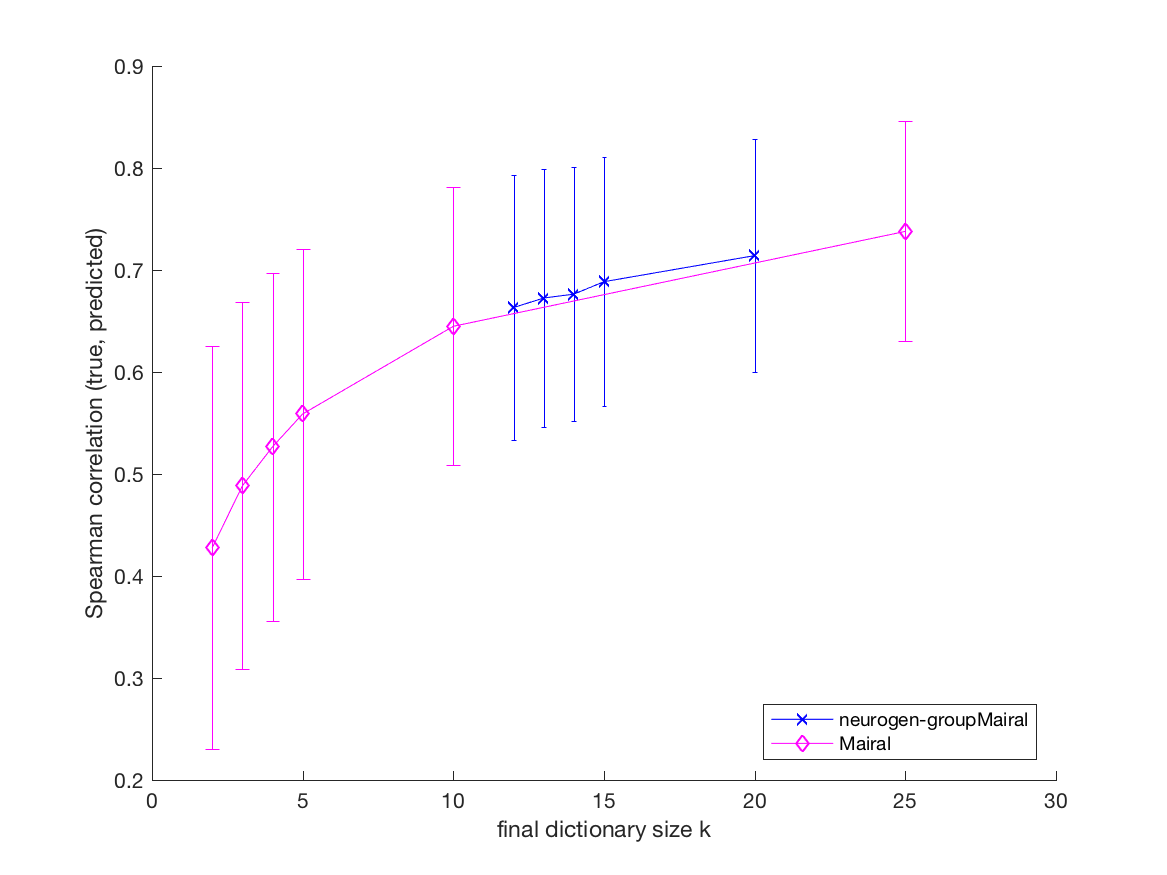 0.9
0.8
0.7
0.6
0.5
0.4
0.3
0.2
Spearman correlation (true, predicted)
0 5 10 15 20 25 30
final dictionary size k
neurogen-groupMairal
Mairal